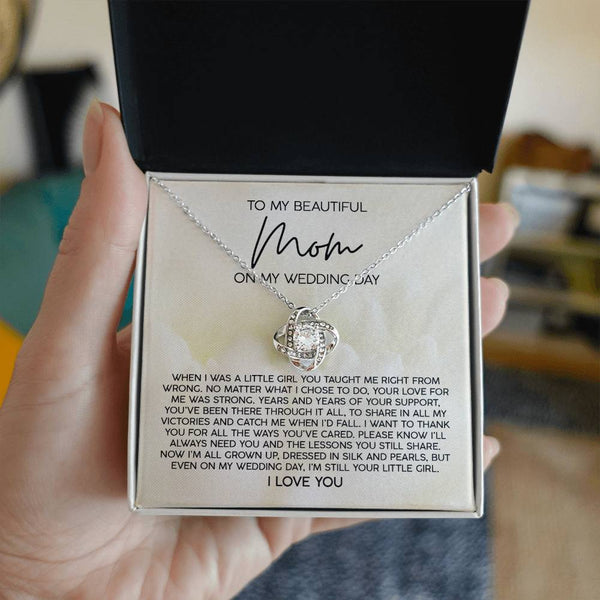 TO MY BEAUTIFUL
Mom
ON MY WEDDING DAY
WHEN I WAS A LITTLE GIRL YOU TAUGHT ME RIGHT FROM
WRONG. NO MATTER WHAT I CHOSE TO DO, YOUR LOVE FOR
ME WAS STRONG. YEARS AND YEARS OF YOUR SUPPORT,
YOU'VE BEEN THERE THROUGH IT ALL, TO SHARE IN ALL MY
VICTORIES AND CATCH ME WHEN I'D FALL. I WANT TO THANK
YOU FOR ALL THE WAYS YOU'VE CARED. PLEASE KNOW I'LL
ALWAYS NEED YOU AND THE LESSONS YOU STILL SHARE.
NOW I'M ALL GROWN UP, DRESSED IN SILK AND PEARLS, BUT
EVEN ON MY WEDDING DAY, I'M STILL YOUR LITTLE GIRL.
I LOVE YOU